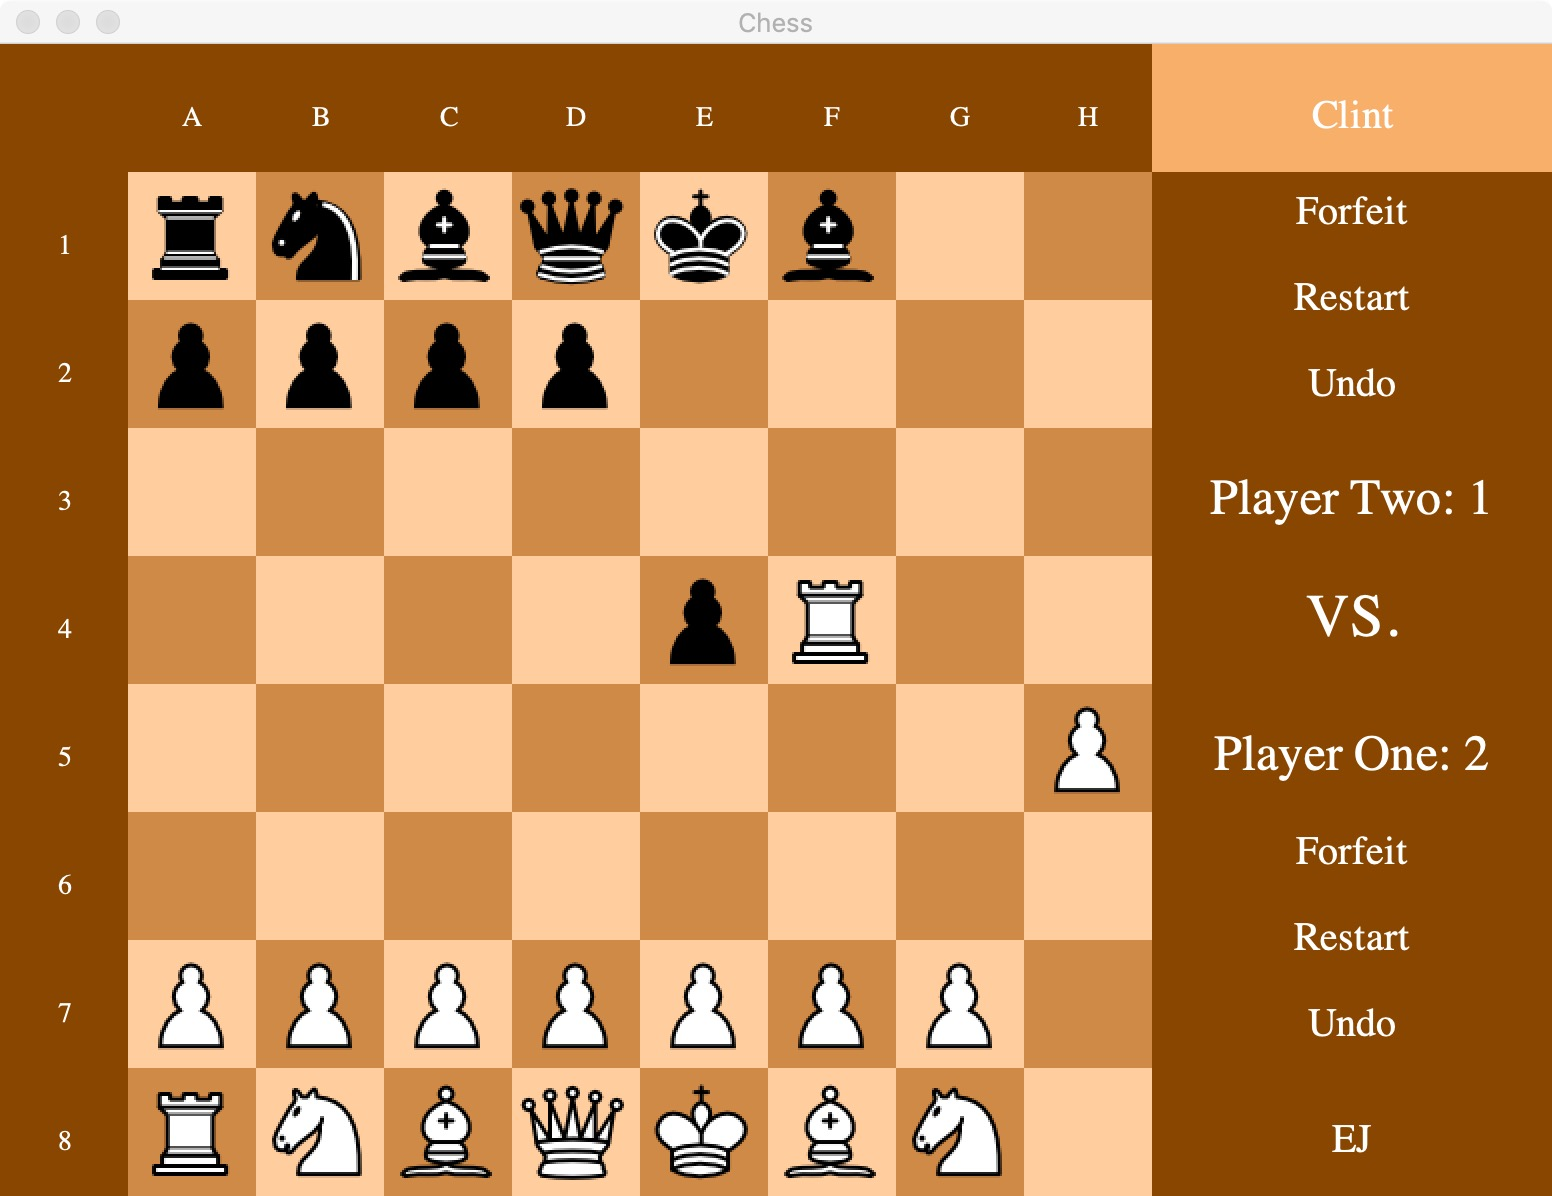 Chess
A B C D E F G H
Clint
1
Forfeit
Restart
2
Undo
3
Player Two: 1
4
VS.
5
Player One: 2
Forfeit
6
Restart
7
Undo
8
EJ